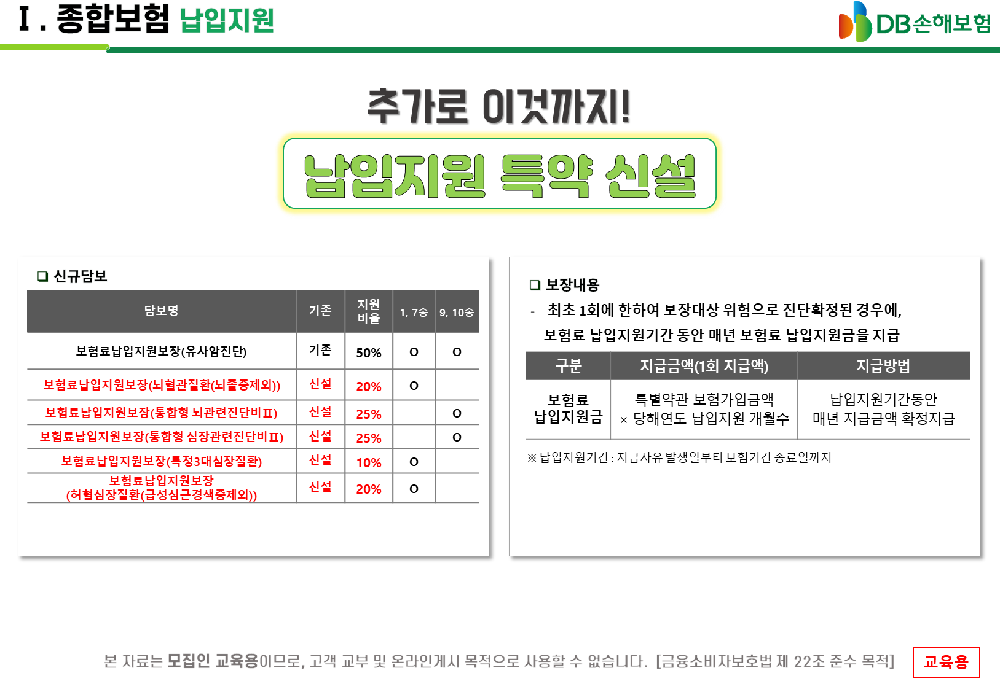 Ⅰ. 종합보험 납입지원
DB손해보험
추가로 이것까지!
납입지원 특약 신설
❏ 신규담보
담보명 기존 지원 비율 1, 7종 9, 10종
보험료납입지원보장(유사암진단) 기존 50% O O
보험료납입지원보장(뇌혈관질환(뇌졸중제외)) 신설 20% O
보험료납입지원보장(통합형 뇌관련진단비Ⅱ) 신설 25% O
보험료납입지원보장(통합형 심장관련진단비Ⅱ) 신설 25% O
보험료납입지원보장(특정3대심장질환) 신설 10% O
보험료납입지원보장
(허혈심장질환(급성심근경색증제외)) 신설 20% O
❏ 보장내용
- 최초 1회에 한하여 보장대상 위험으로 진단확정된 경우에,
보험료 납입지원기간 동안 매년 보험료 납입지원금을 지급
구분 지급금액(1회 지급액) 지급방법
보험료 특별약관 보험가입금액 납입지원기간동안
납입지원금 × 당해연도 납입지원 개월수 매년 지급금액 확정지급
※ 납입지원기간 : 지급사유 발생일부터 보험기간 종료일까지
본 자료는 모집인 교육용이므로, 고객 교부 및 온라인게시 목적으로 사용할 수 없습니다. [금융소비자보호법 제 22조 준수 목적]
교육용